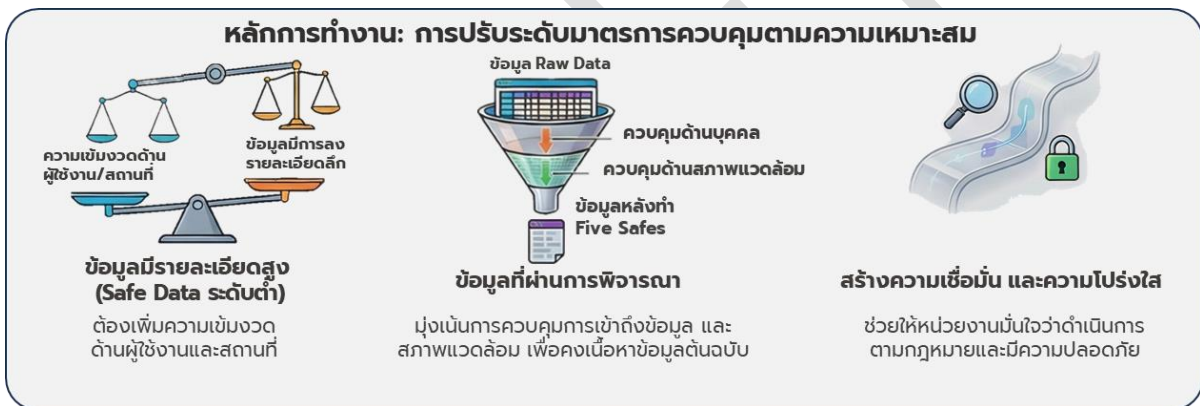 หลักการทำงาน: การปรับระดับมาตรการควบคุมตามความเหมาะสม
ความเข้มงวดด้าน
ผู้ใช้งาน/สถานที่
ข้อมูลมีการลง
รายละเอียดลึก
ข้อมูลมีรายละเอียดสูง
(Safe Data ระดับต่ำ)
ต้องเพิ่มความเข้มงวด
ด้านผู้ใช้งานและสถานที่
ข้อมูล Raw Data
ควบคุมด้านบุคคล
ควบคุมด้านสภาพแวดล้อม
ข้อมูลหลังทำ
Five Safes
ข้อมูลที่ผ่านการพิจารณา
มุ่งเน้นการควบคุมการเข้าถึงข้อมูล และ
สภาพแวดล้อม เพื่อคงเนื้อหาข้อมูลต้นฉบับ
สร้างความเชื่อมั่น และความโปร่งใส
ช่วยให้หน่วยงานมั่นใจว่าดำเนินการ
ตามกฎหมายและมีความปลอดภัย